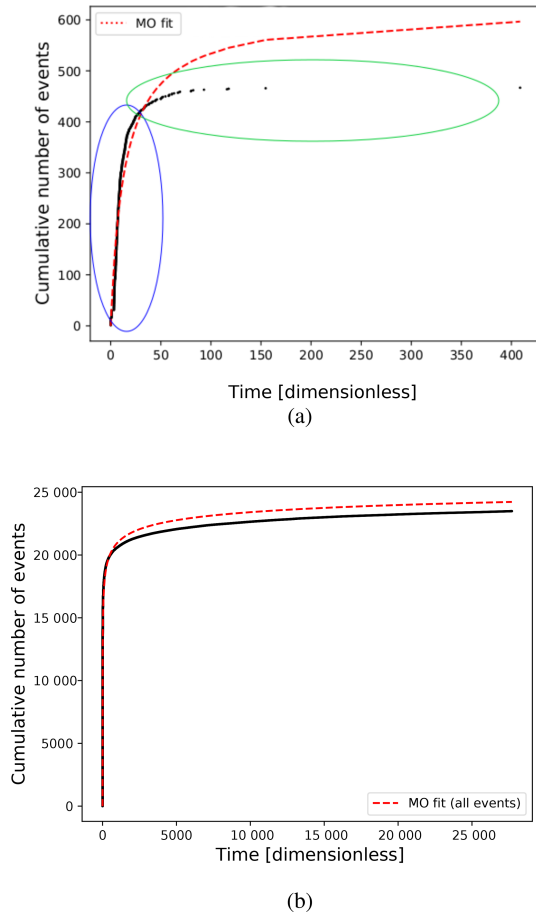 600
MO fit
500
400
300
200
100
0
Cumulative number of events
0 50 100 150 200 250 300 350 400
Time [dimensionless]
(a)
25 000
20 000
15 000
10 000
5000
0
Cumulative number of events
MO fit (all events)
0 5000 10 000 15 000 20 000 25 000
Time [dimensionless]
(b)